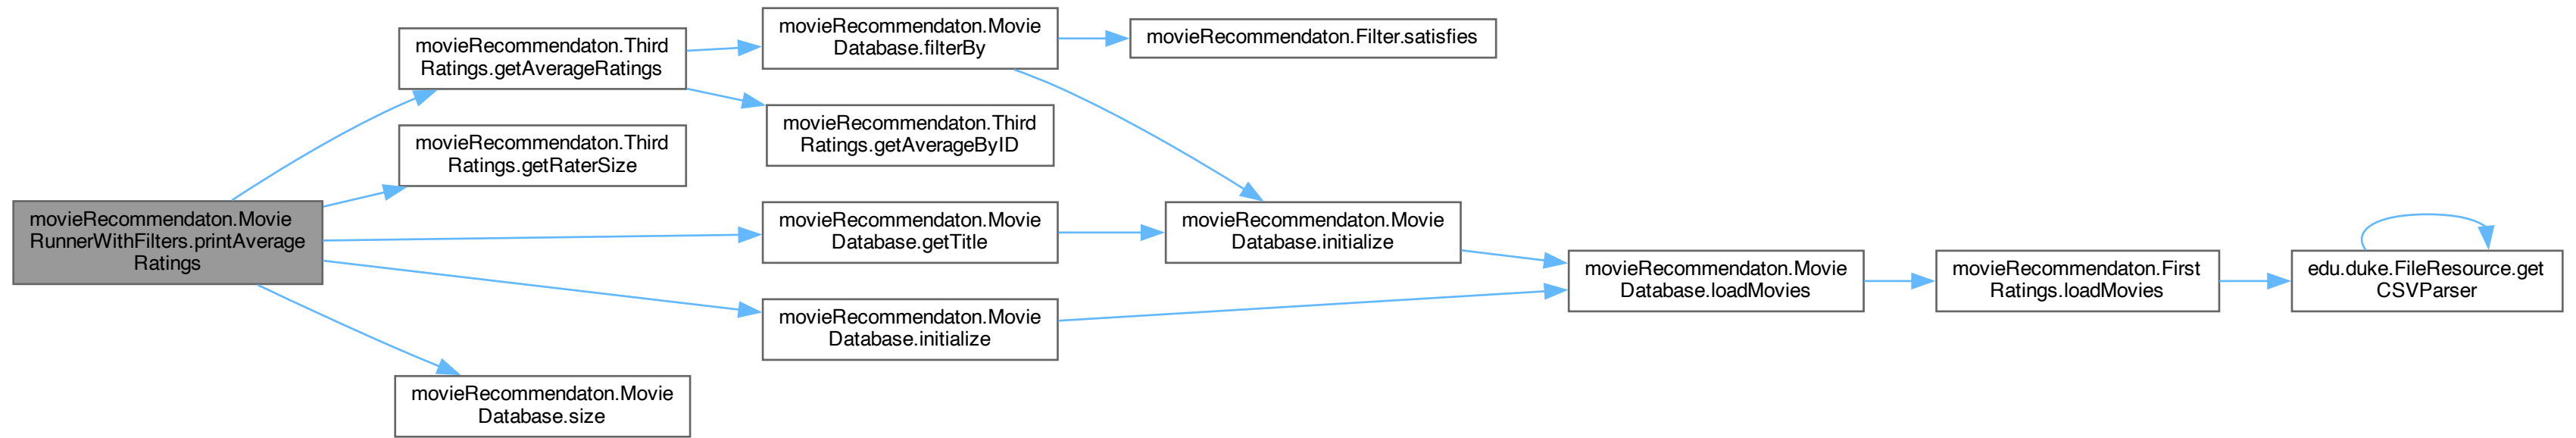 movieRecommendaton.Movie
RunnerWithFilters.printAverage
Ratings
movieRecommendaton.Third
Ratings.getAverageRatings
movieRecommendaton.Third
Ratings.getRaterSize
movieRecommendaton.Movie
Database.size
movieRecommendaton.Movie
Database.filterBy
movieRecommendaton.Third
Ratings.getAverageByID
movieRecommendaton.Movie
Database.getTitle
movieRecommendaton.Movie
Database.initialize
movieRecommendaton.Filter.satisfies
movieRecommendaton.Movie
Database.initialize
movieRecommendaton.Movie
Database.loadMovies
movieRecommendaton.First
Ratings.loadMovies
edu.duke.FileResource.get
CSVParser